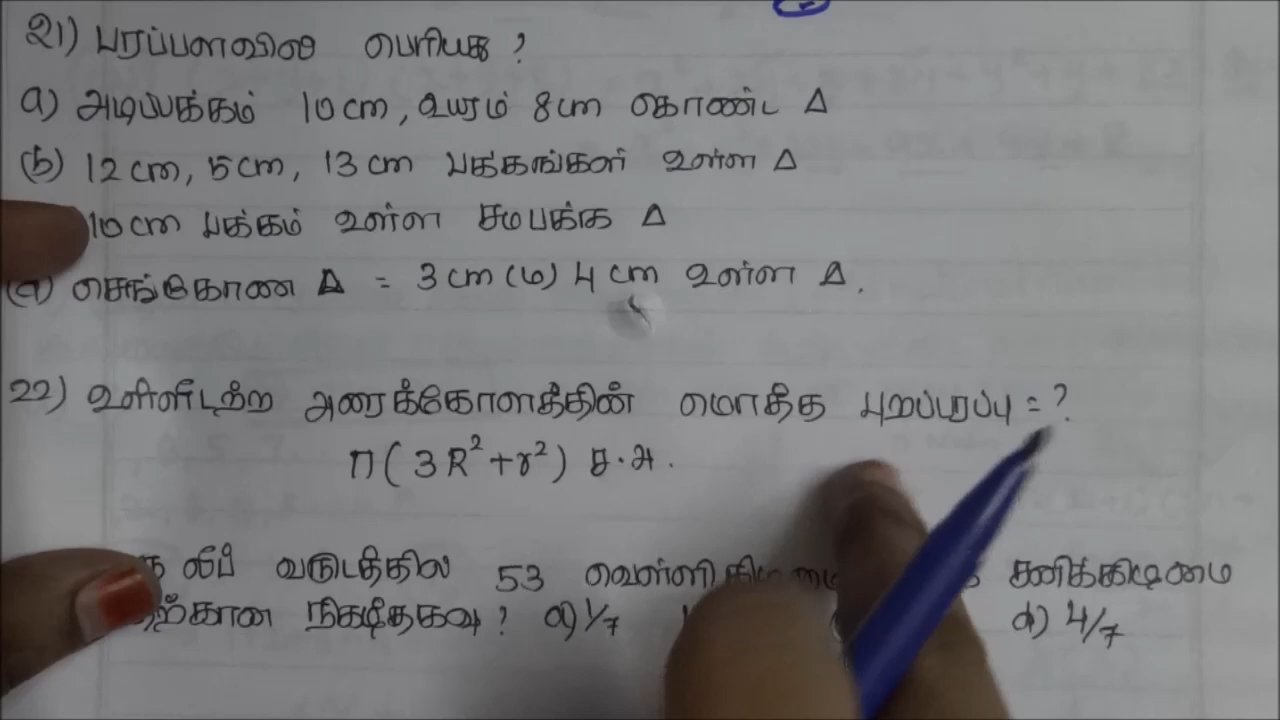 21) பரப்பளவில் பெரியது ?
a) அடிபக்கம் 10 cm, உயரம் 8 cm கொண்ட Δ
b) 12 cm, 5 cm, 13 cm பக்கங்கள் உள்ள Δ
10 cm பக்கம் உள்ள சமபக்க Δ
d) செங்கோண Δ = 3 cm (ம) 4 cm உள்ள Δ.
22) உள்ளீடற்ற அரைக்கோளத்தின் மொத்த புறப்பரப்பு = ?
π(3R²+r²) ச.அ.
லீப் வருடத்தில் 53 சனிக்கிழமை
நிகழ்தகவு ? a) 1/7 d) 4/7